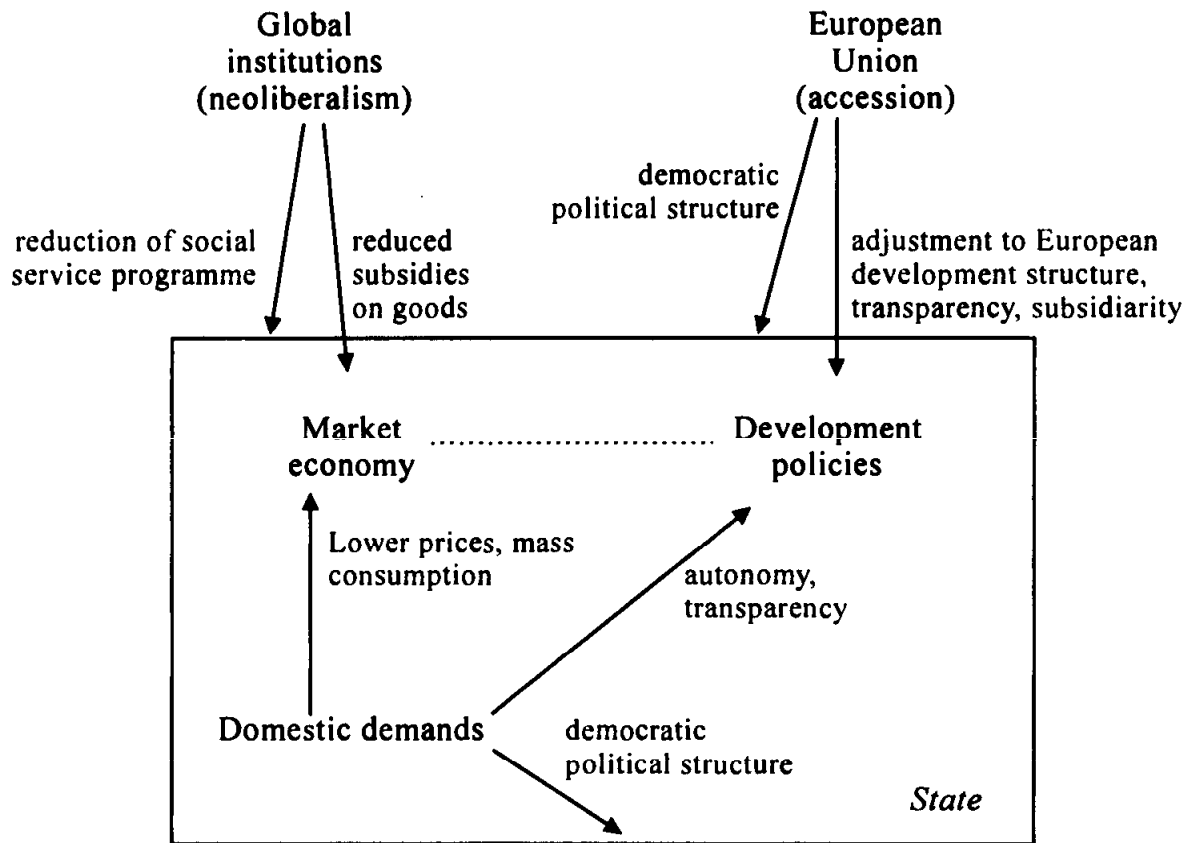 Global
institutions
(neoliberalism)
European
Union
(accession)
democratic
political structure
reduction of social
service programme
reduced
subsidies
on goods
adjustment to European
development structure,
transparency, subsidiarity
Market
economy
Development
policies
Lower prices, mass
consumption
autonomy,
transparency
Domestic demands
democratic
political structure
State